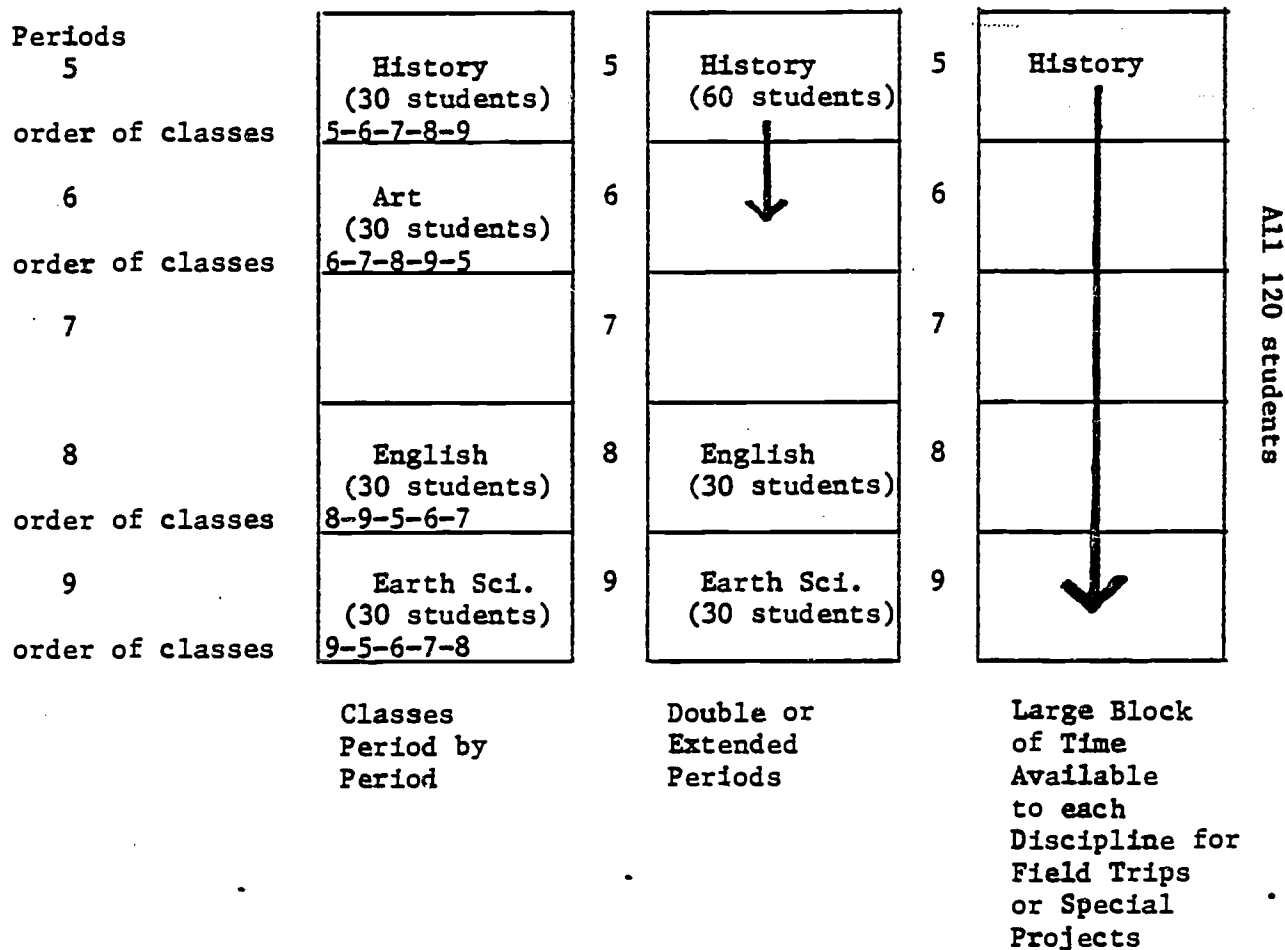 Periods
5 History 5 History 5 History
(30 students) (60 students)
order of classes 5-6-7-8-9
6 Art 6 6
(30 students)
order of classes 6-7-8-9-5
7 7 7
8 English 8 English 8
(30 students) (30 students)
order of classes 8-9-5-6-7
9 Earth Sci. 9 Earth Sci. 9
(30 students) (30 students)
order of classes 9-5-6-7-8
All 120 students
Classes Double or Large Block
Period by Extended of Time
Period Periods Available
to each
Discipline for
Field Trips
or Special
Projects